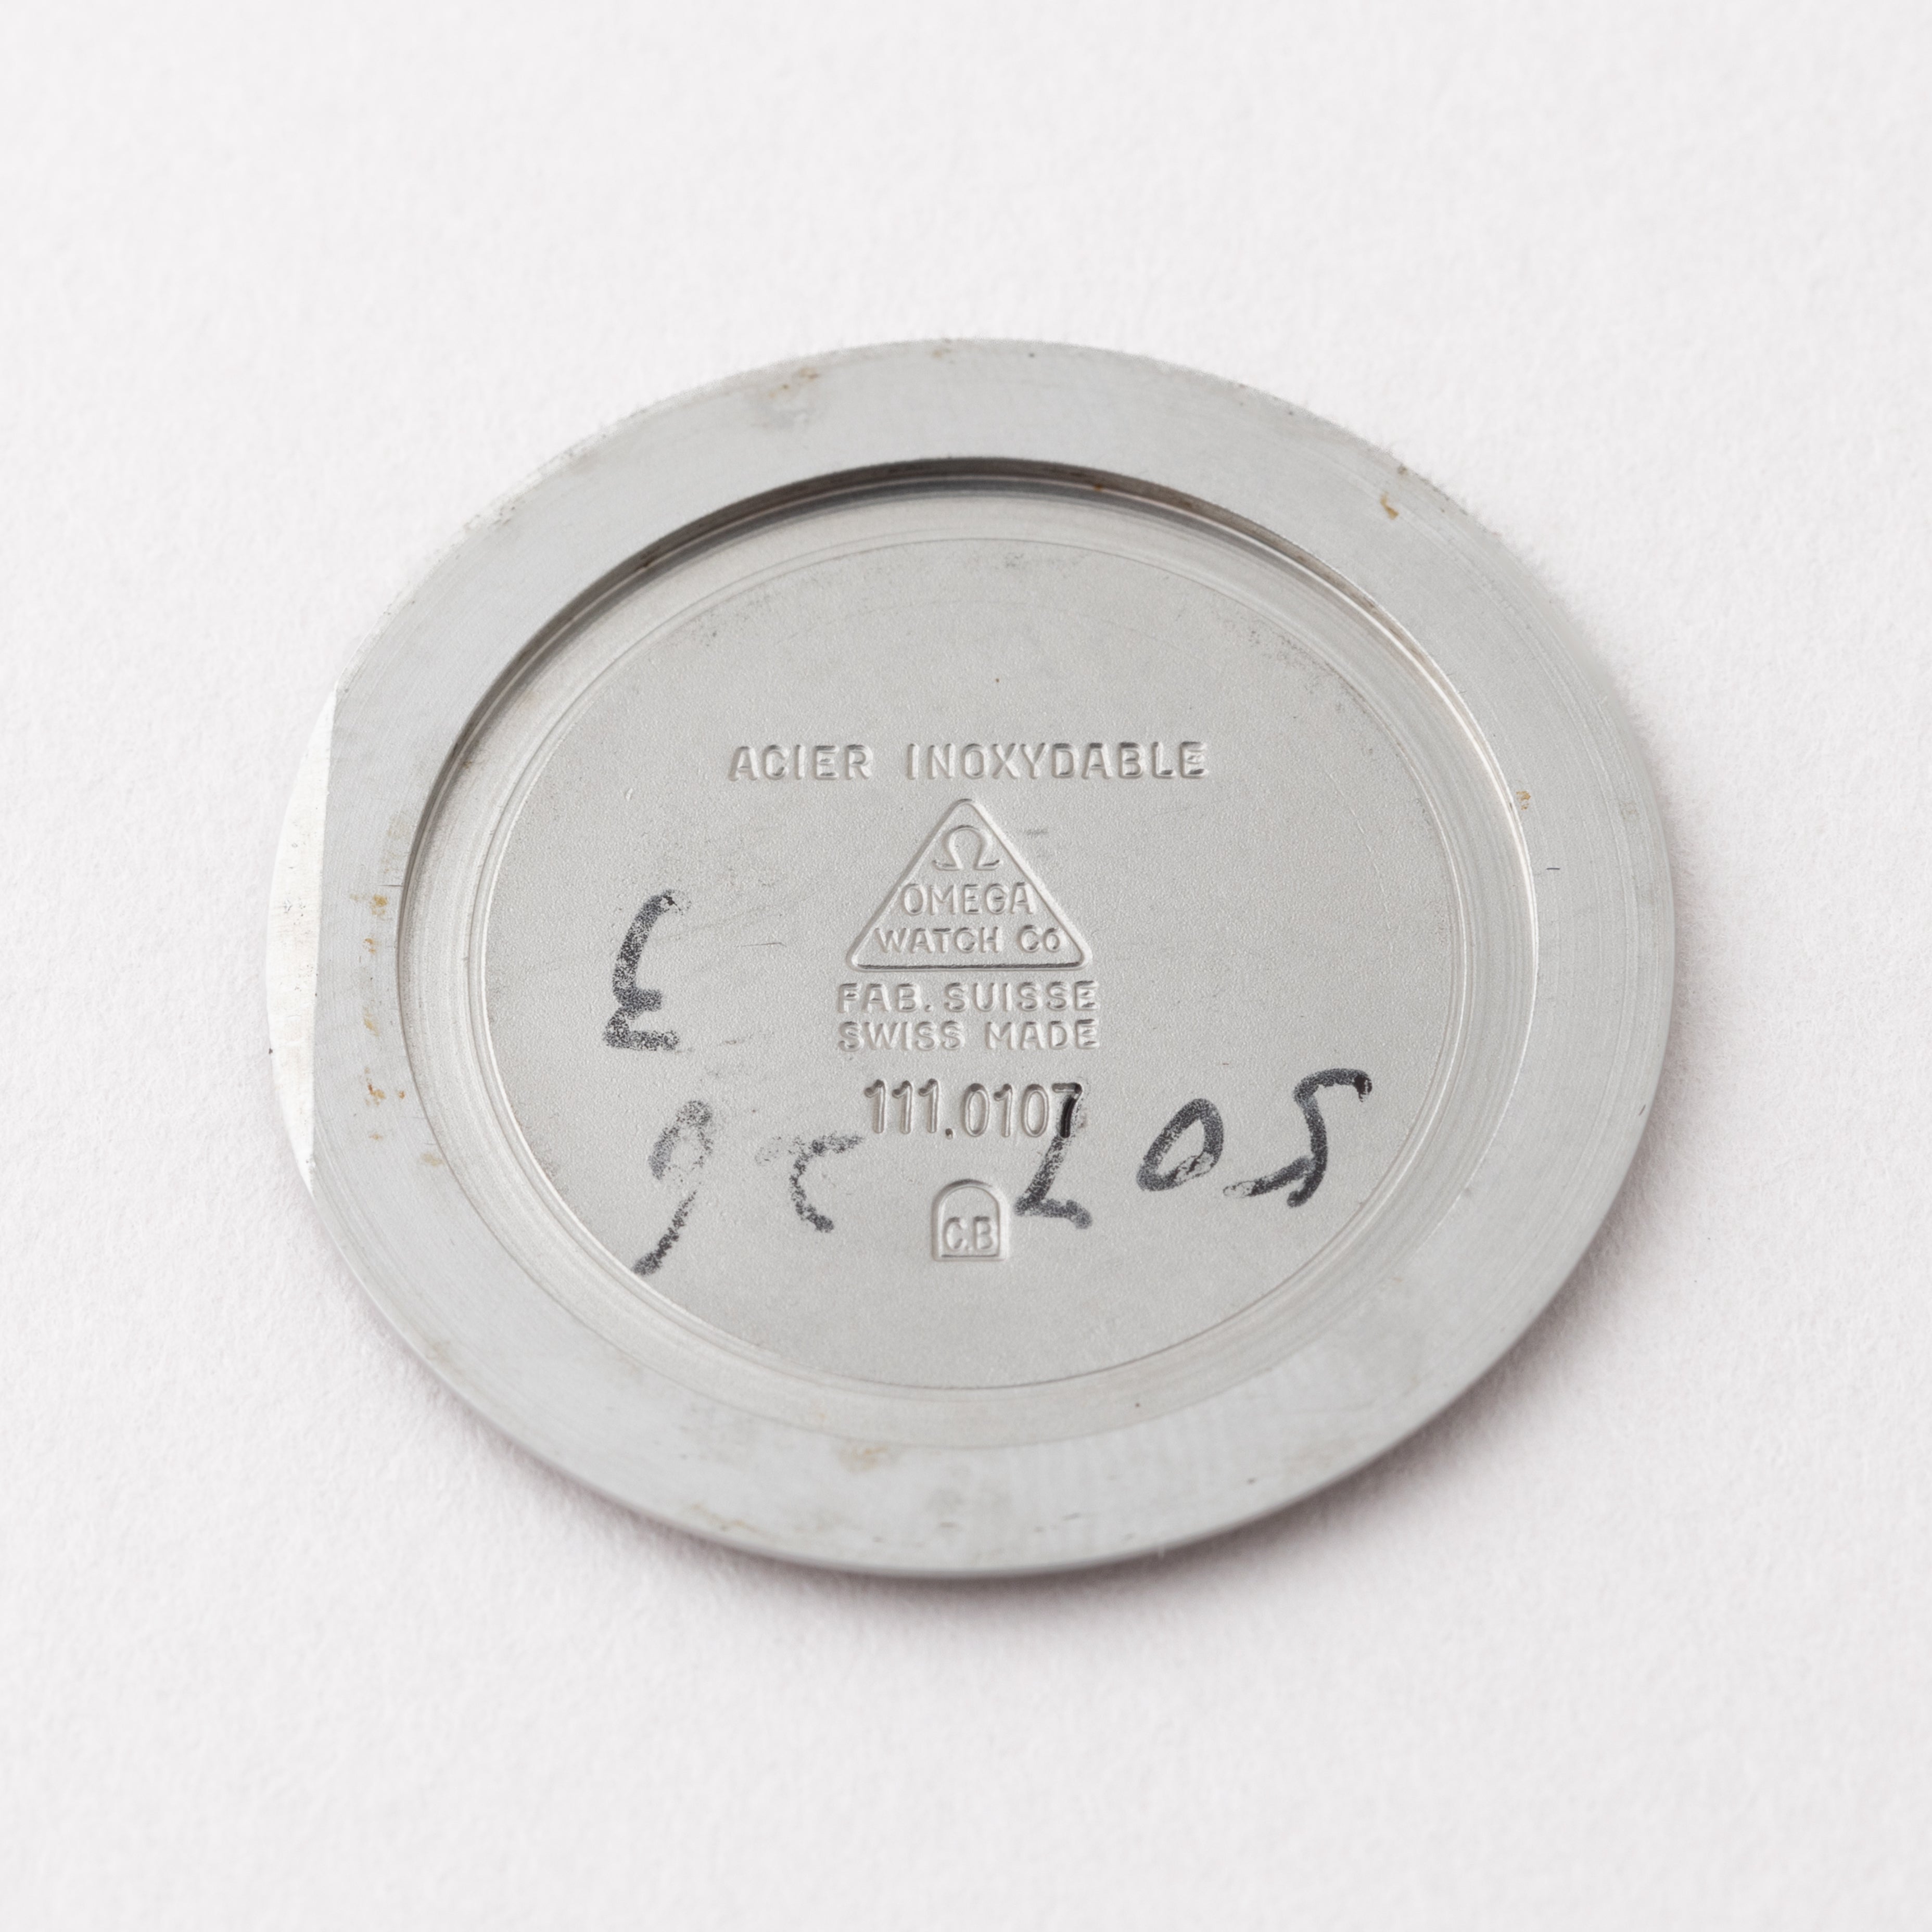 ACIER INOXYDABLE
Ω
OMEGA
WATCH Co
FAB. SUISSE
SWISS MADE
111.0107
C.B